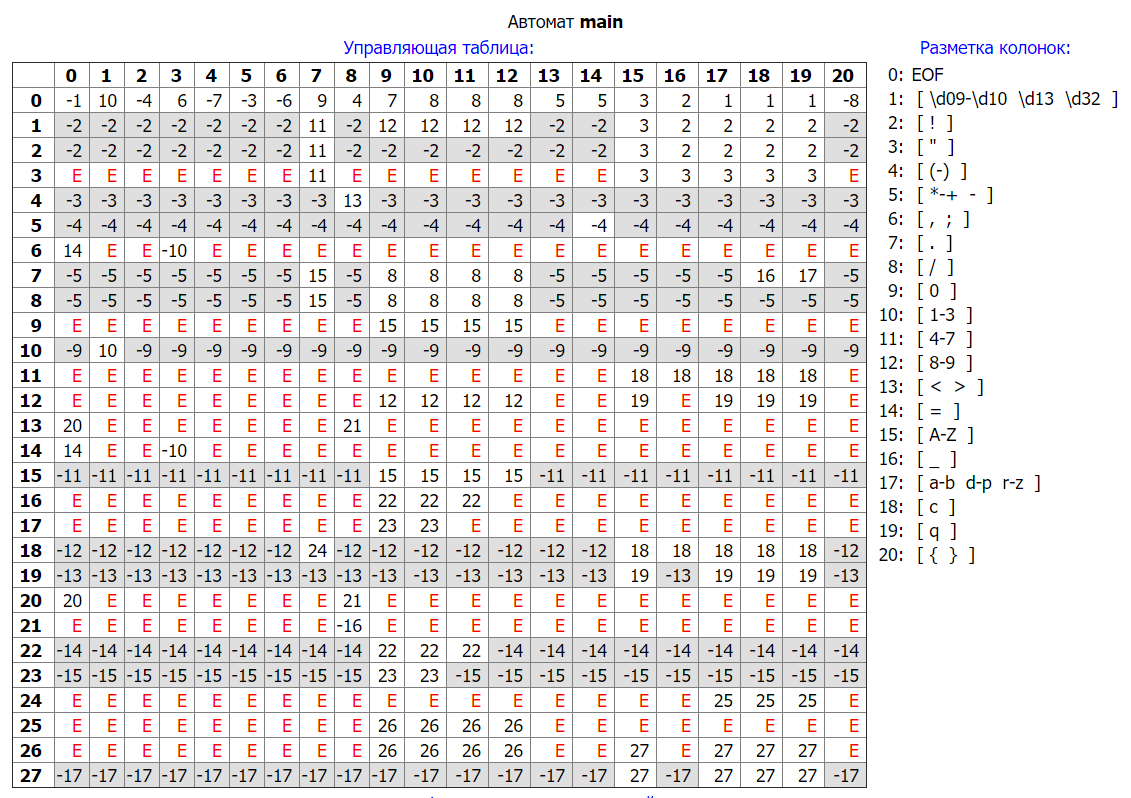 Автомат main
Управляющая таблица:
Разметка колонок:
0 1 2 3 4 5 6 7 8 9 10 11 12 13 14 15 16 17 18 19 20
0 -1 10 -4 6 -7 -3 -6 9 4 7 8 8 8 5 5 3 2 1 1 1 -8
1 -2 -2 -2 -2 -2 -2 -2 11 -2 12 12 12 12 -2 -2 3 2 2 2 2 -2
2 -2 -2 -2 -2 -2 -2 -2 11 -2 -2 -2 -2 -2 -2 -2 3 2 2 2 2 -2
3 E E E E E E E 11 E E E E E E E 3 3 3 3 3 E
4 -3 -3 -3 -3 -3 -3 -3 -3 13 -3 -3 -3 -3 -3 -3 -3 -3 -3 -3 -3 -3
5 -4 -4 -4 -4 -4 -4 -4 -4 -4 -4 -4 -4 -4 -4 -4 -4 -4 -4 -4 -4 -4
6 14 E E -10 E E E E E E E E E E E E E E E E E
7 -5 -5 -5 -5 -5 -5 -5 15 -5 8 8 8 8 -5 -5 -5 -5 -5 16 17 -5
8 -5 -5 -5 -5 -5 -5 -5 15 -5 8 8 8 8 -5 -5 -5 -5 -5 -5 -5 -5
9 E E E E E E E E E 15 15 15 15 E E E E E E E E
10 -9 10 -9 -9 -9 -9 -9 -9 -9 -9 -9 -9 -9 -9 -9 -9 -9 -9 -9 -9 -9
11 E E E E E E E E E E E E E E E 18 18 18 18 18 E
12 E E E E E E E E E 12 12 12 12 E E 19 E 19 19 19 E
13 20 E E E E E E E 21 E E E E E E E E E E E E
14 14 E E -10 E E E E E E E E E E E E E E E E E
15 -11 -11 -11 -11 -11 -11 -11 -11 -11 15 15 15 15 -11 -11 -11 -11 -11 -11 -11 -11
16 E E E E E E E E E 22 22 22 E E E E E E E E E
17 E E E E E E E E E 23 23 E E E E E E E E E E
18 -12 -12 -12 -12 -12 -12 -12 24 -12 -12 -12 -12 -12 -12 -12 18 18 18 18 18 -12
19 -13 -13 -13 -13 -13 -13 -13 -13 -13 -13 -13 -13 -13 -13 -13 19 -13 19 19 19 -13
20 20 E E E E E E E 21 E E E E E E E E E E E E
21 E E E E E E E E -16 E E E E E E E E E E E E
22 -14 -14 -14 -14 -14 -14 -14 -14 -14 22 22 22 -14 -14 -14 -14 -14 -14 -14 -14 -14
23 -15 -15 -15 -15 -15 -15 -15 -15 -15 23 23 -15 -15 -15 -15 -15 -15 -15 -15 -15 -15
24 E E E E E E E E E E E E E E E E E 25 25 25 E
25 E E E E E E E E E 26 26 26 26 E E E E E E E E
26 E E E E E E E E E 26 26 26 26 E E 27 E 27 27 27 E
27 -17 -17 -17 -17 -17 -17 -17 -17 -17 -17 -17 -17 -17 -17 -17 27 -17 27 27 27 -17
0: EOF
1: [ \d09-\d10 \d13 \d32 ]
2: [ ! ]
3: [ " ]
4: [ (-) ]
5: [ *-+ - ]
6: [ , ; ]
7: [ . ]
8: [ / ]
9: [ 0 ]
10: [ 1-3 ]
11: [ 4-7 ]
12: [ 8-9 ]
13: [ < > ]
14: [ = ]
15: [ A-Z ]
16: [ _ ]
17: [ a-b d-p r-z ]
18: [ c ]
19: [ q ]
20: [ { } ]